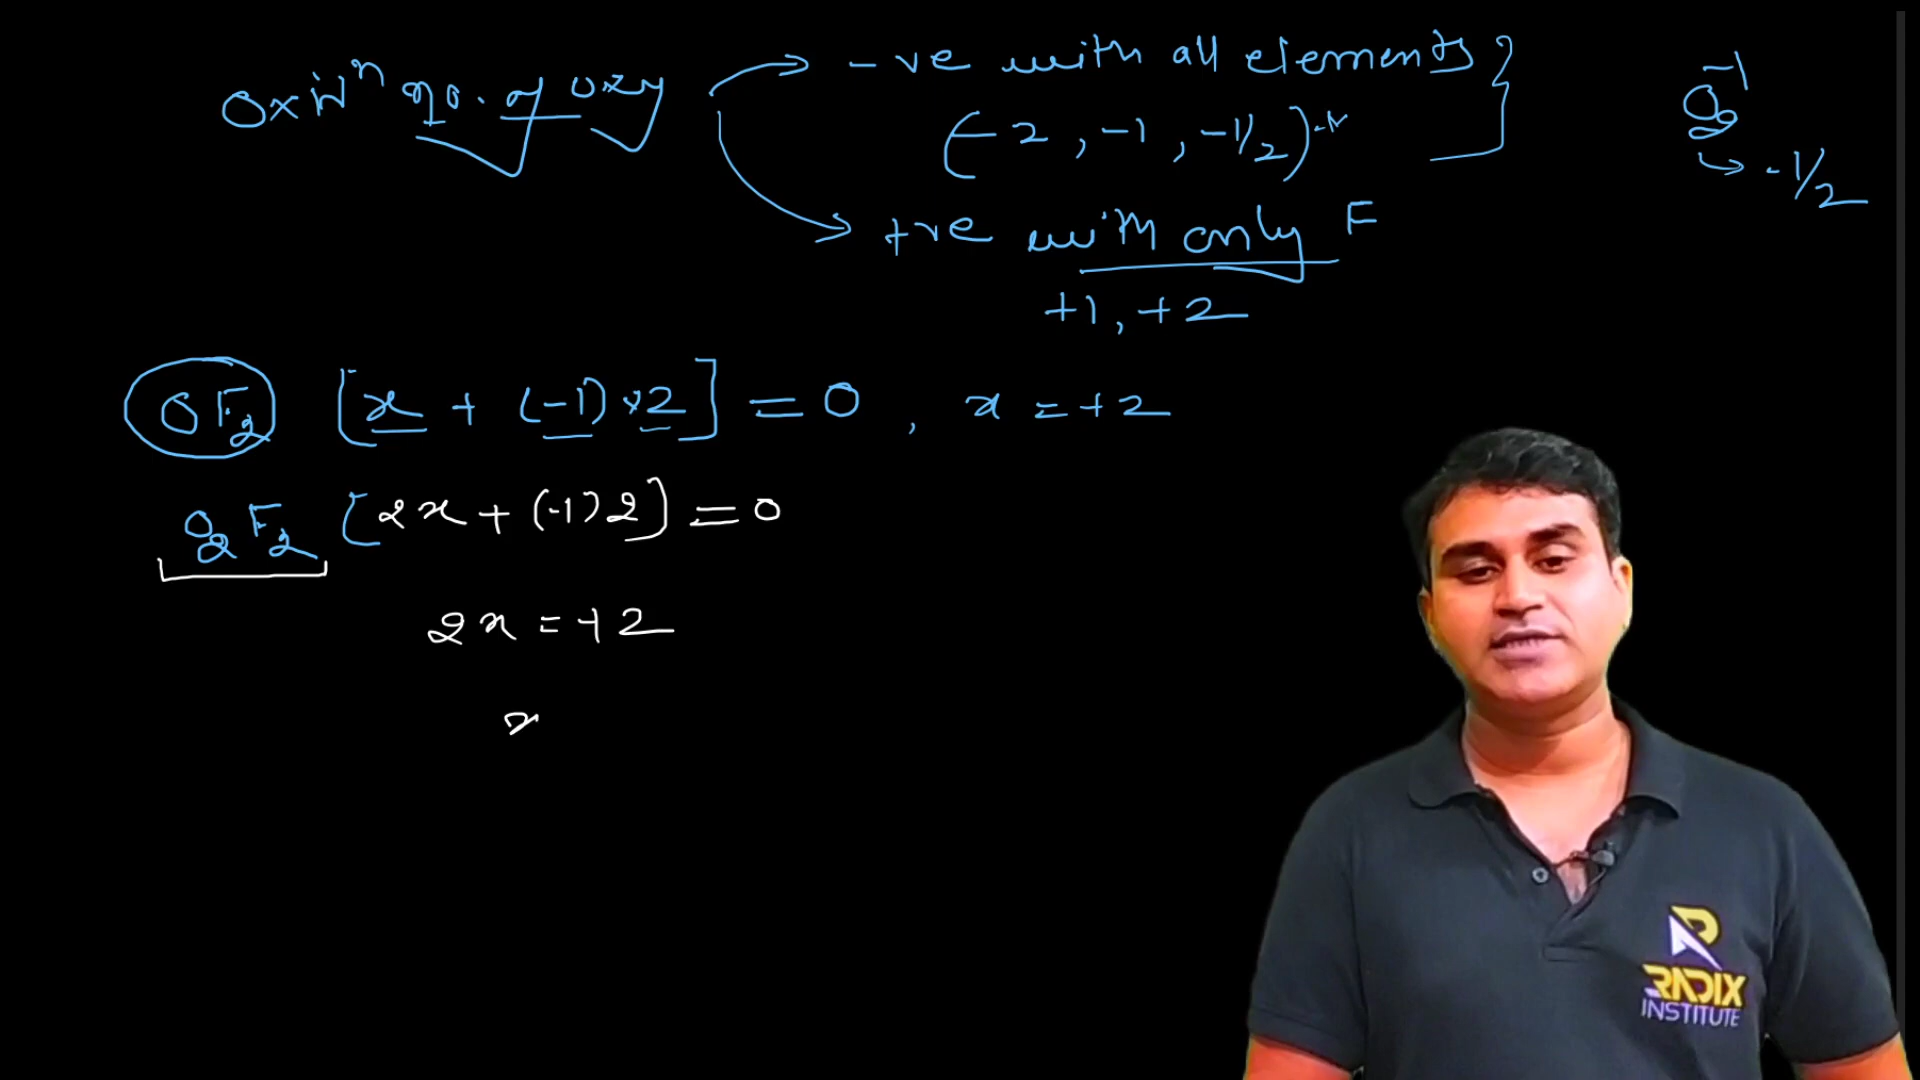 Oxidⁿ no. of oxy → -ve with all elements
(-2, -1, -1/2)
→ +ve with only F
+1, +2
O₂⁻¹
↳ -1/2
OF₂ [x + (-1)×2] = 0, x = +2
O₂F₂ [2x + (-1)2] = 0
2x = +2
x
RADIX
INSTITUTE